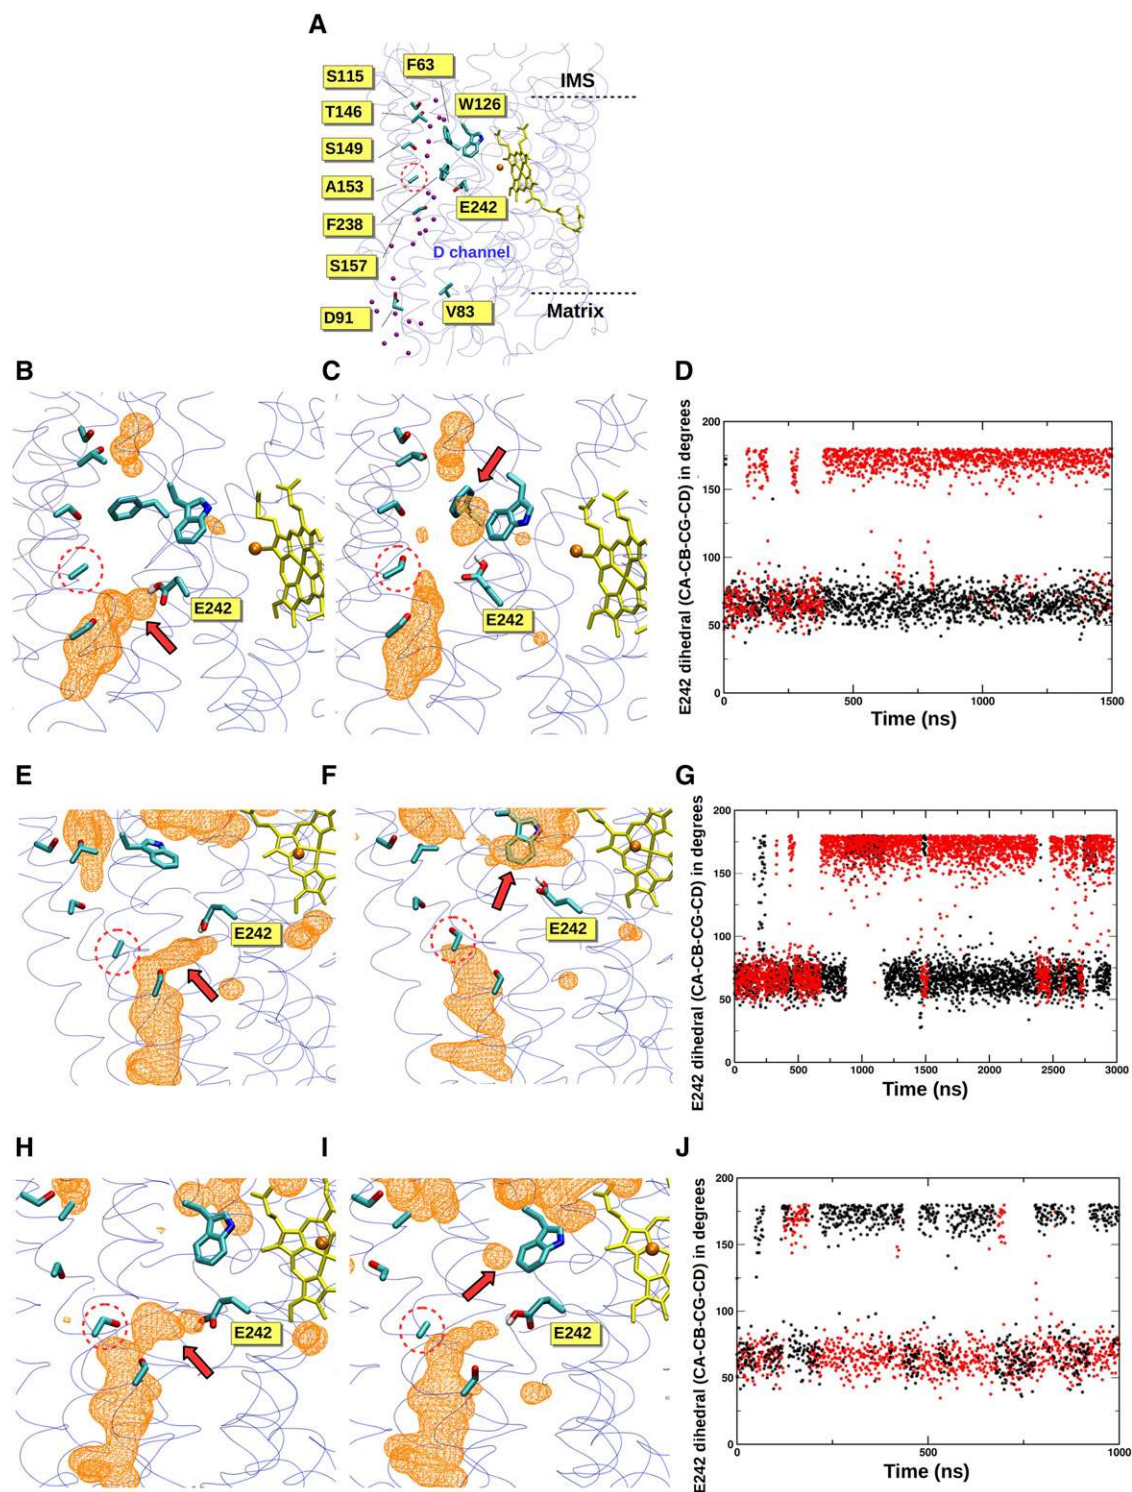 A
F63
S115
IMS
W126
T146
S149
A153
E242
F238
D channel
S157
V83
Matrix
D91
B
C
D
E242
E242
E242 dihedral (CA-CB-CG-CD) in degrees
200
150
100
50
0
0 500 1000 1500
Time (ns)
E
F
G
E242
E242
E242 dihedral (CA-CB-CG-CD) in degrees
200
150
100
50
0
0 500 1000 1500 2000 2500 3000
Time (ns)
H
I
J
E242
E242
E242 dihedral (CA-CB-CG-CD) in degrees
200
150
100
50
0
0 500 1000
Time (ns)